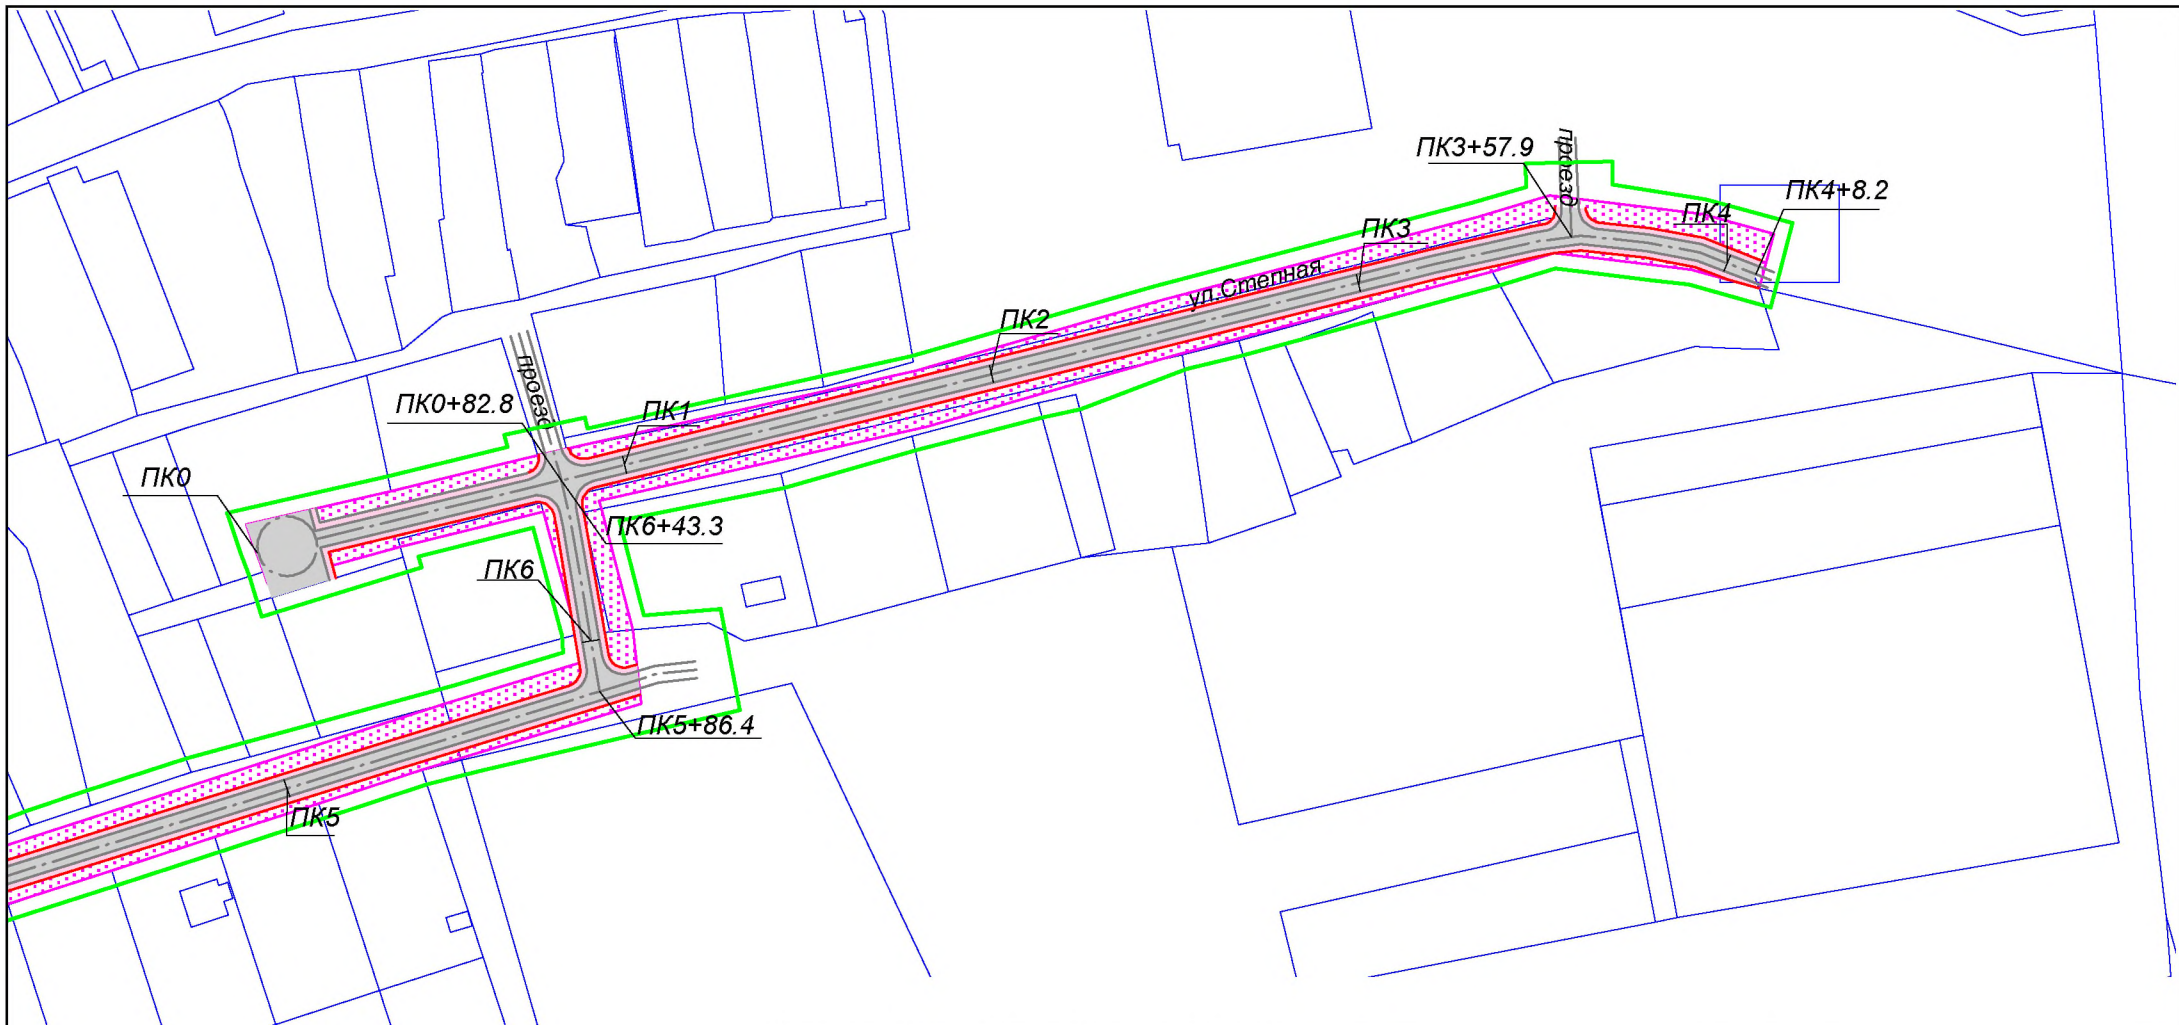 проезд
ПК3+57.9
ПК4+8.2
ПК4
ПК3
ул.Степная
ПК2
проезд
ПК0+82.8
ПК1
ПК0
ПК6+43.3
ПК6
ПК5+86.4
ПК5